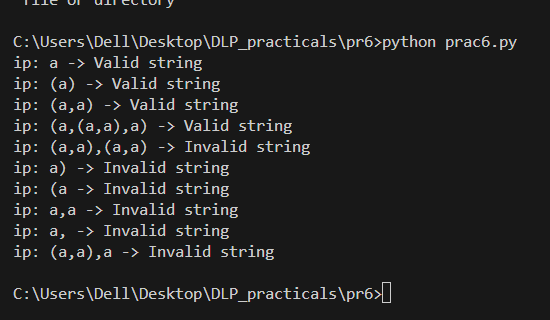 file or directory
C:\Users\Dell\Desktop\DLP_practicals\pr6>python prac6.py
ip: a -> Valid string
ip: (a) -> Valid string
ip: (a,a) -> Valid string
ip: (a,(a,a),a) -> Valid string
ip: (a,a),(a,a) -> Invalid string
ip: a) -> Invalid string
ip: (a -> Invalid string
ip: a,a -> Invalid string
ip: a, -> Invalid string
ip: (a,a),a -> Invalid string
C:\Users\Dell\Desktop\DLP_practicals\pr6>